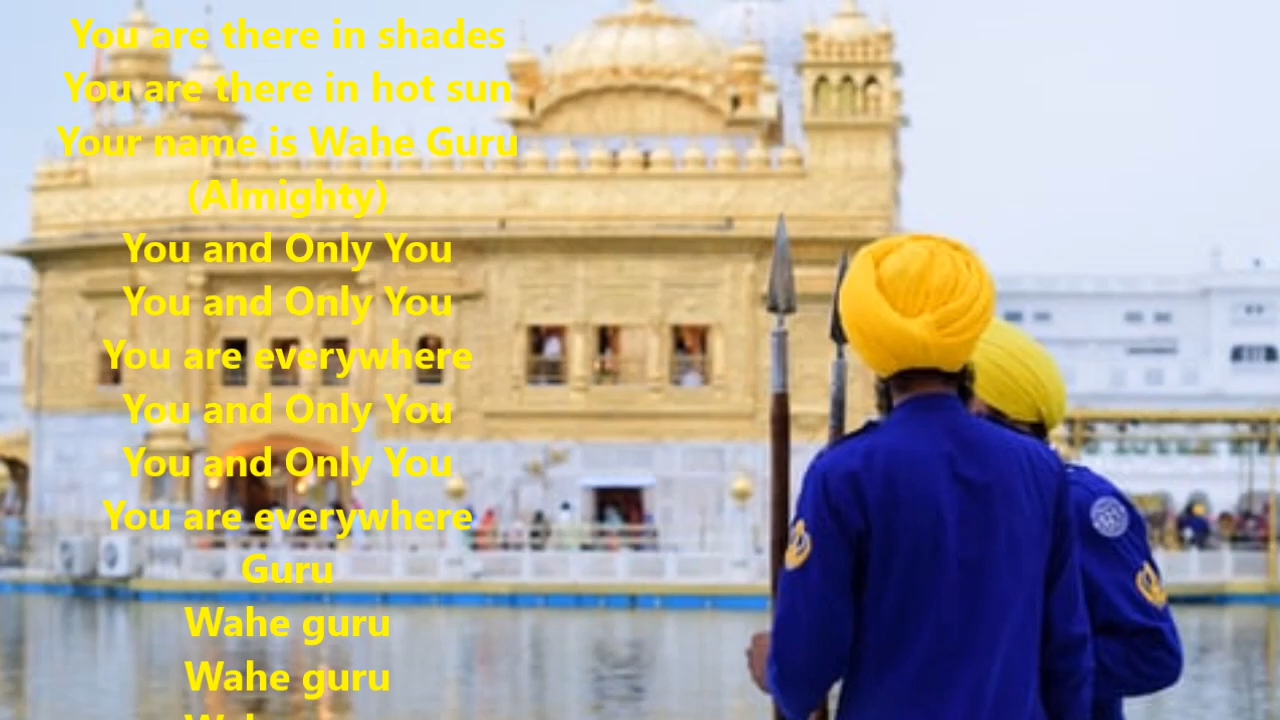 You are there in shades
You are there in hot sun
Your name is Wahe Guru
(Almighty)
You and Only You
You and Only You
You are everywhere
You and Only You
You and Only You
You are everywhere
Guru
Wahe guru
Wahe guru